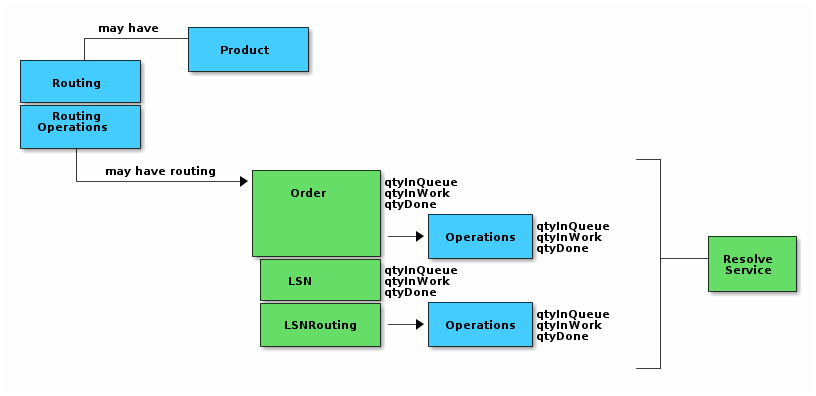 may have
Product
Routing
Routing
Operations
may have routing
Order
qtyInQueue
qtyInWork
qtyDone
Operations
qtyInQueue
qtyInWork
qtyDone
LSN
qtyInQueue
qtyInWork
qtyDone
LSNRouting
Operations
qtyInQueue
qtyInWork
qtyDone
Resolve
Service